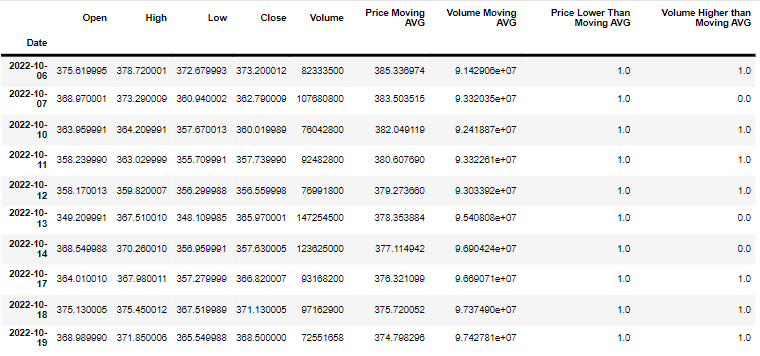 Open High Low Close Volume Price Moving AVG Volume Moving AVG Price Lower Than Moving AVG Volume Higher than Moving AVG
Date
2022-10-06 375.619995 378.720001 372.679993 373.200012 82333500 385.336974 9.142906e+07 1.0 1.0
2022-10-07 368.970001 373.290009 360.940002 362.790009 107680800 383.503515 9.332035e+07 1.0 0.0
2022-10-10 363.959991 364.209991 357.670013 360.019989 76042800 382.049119 9.241887e+07 1.0 1.0
2022-10-11 358.239990 363.029999 355.709991 357.739990 92482800 380.607690 9.332261e+07 1.0 1.0
2022-10-12 358.170013 359.820007 356.299988 356.559998 76991800 379.273660 9.303392e+07 1.0 1.0
2022-10-13 349.209991 367.510010 348.109985 365.970001 147254500 378.353884 9.540808e+07 1.0 0.0
2022-10-14 368.549988 370.260010 356.959991 357.630005 123625000 377.114942 9.690424e+07 1.0 0.0
2022-10-17 364.010010 367.980011 357.279999 366.820007 93168200 376.321099 9.669071e+07 1.0 1.0
2022-10-18 375.130005 375.450012 367.519989 371.130005 97162900 375.720052 9.737490e+07 1.0 1.0
2022-10-19 368.989990 371.850006 365.549988 368.500000 72551658 374.798296 9.742781e+07 1.0 1.0